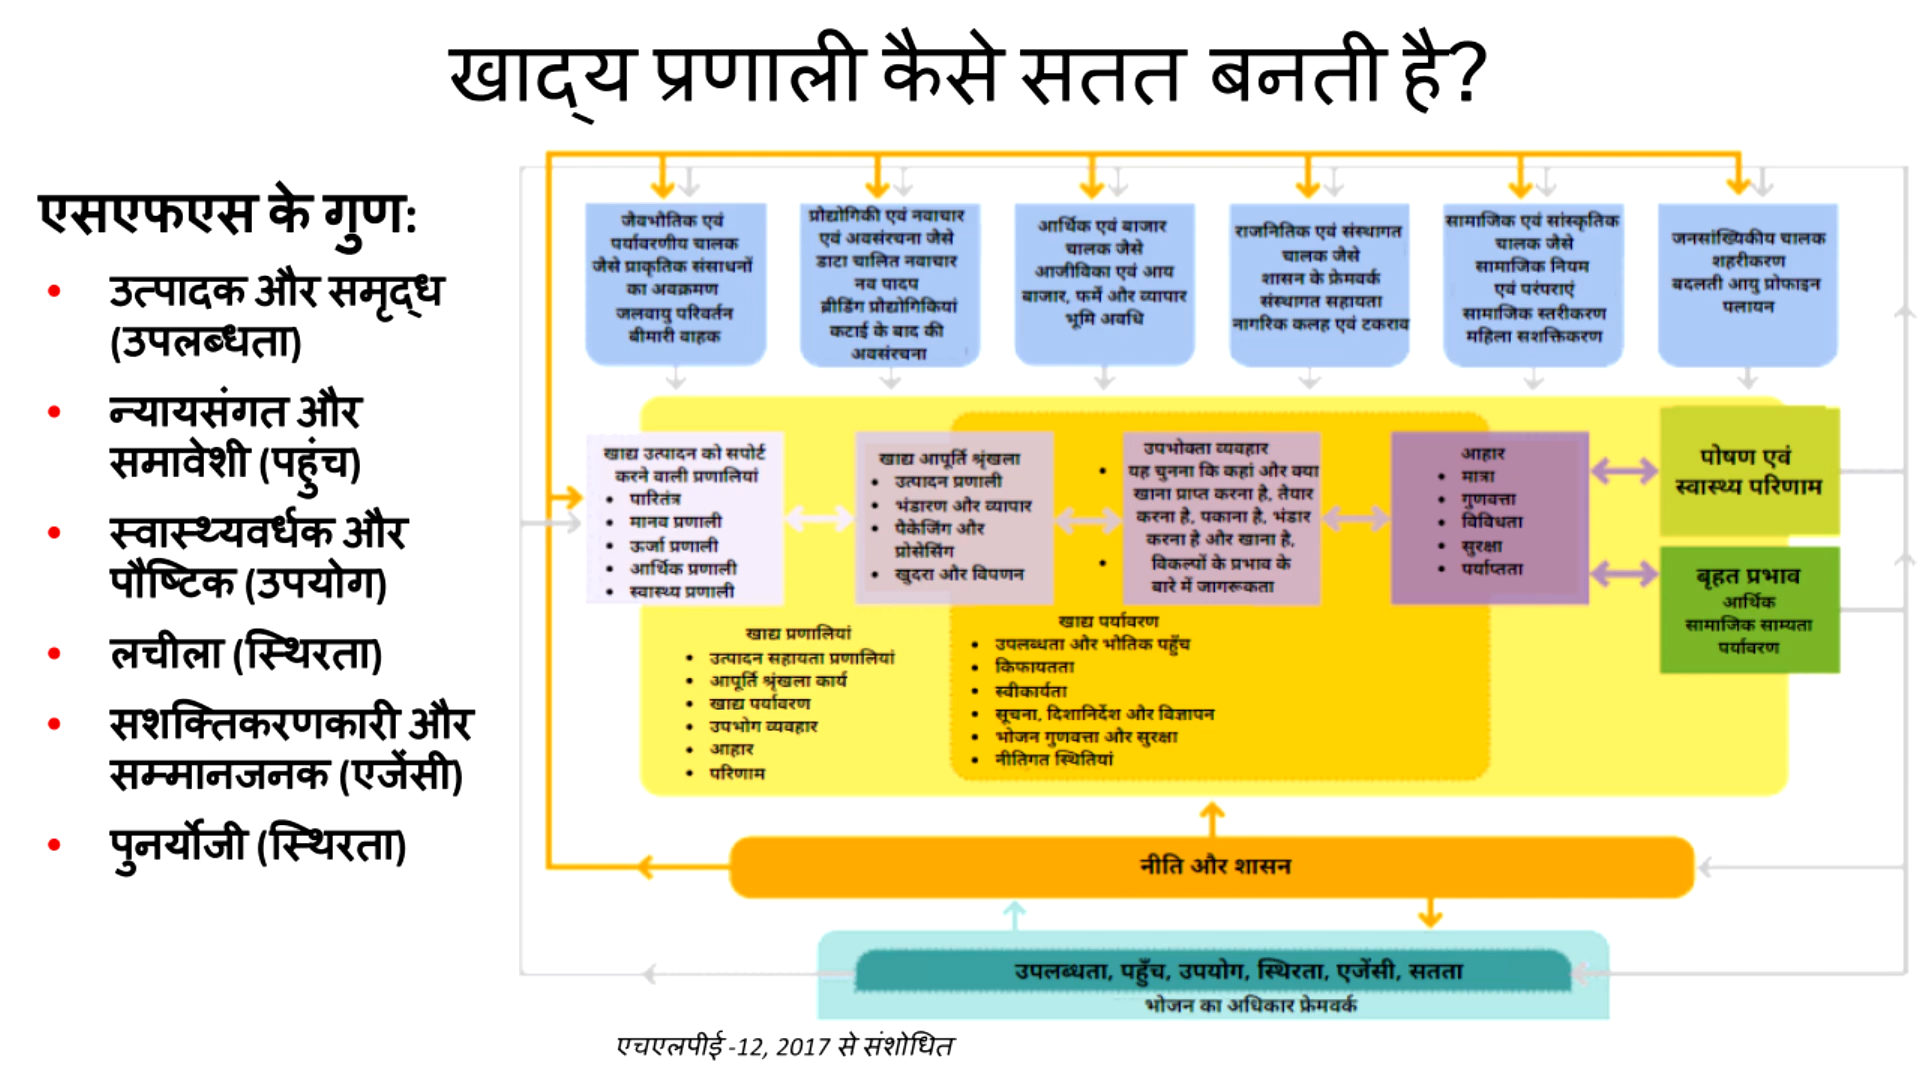 खाद्य प्रणाली कैसे सतत बनती है?
एसएफएस के गुण:
• उत्पादक और समृद्ध
(उपलब्धता)
• न्यायसंगत और
समावेशी (पहुंच)
• स्वास्थ्यवर्धक और
पौष्टिक (उपयोग)
• लचीला (स्थिरता)
• सशक्तिकरणकारी और
सम्मानजनक (एजेंसी)
• पुनर्योजी (स्थिरता)
जैवभौतिक एवं
पर्यावरणीय चालक
जैसे प्राकृतिक संसाधनों
का अवक्रमण
जलवायु परिवर्तन
बीमारी वाहक
प्रौद्योगिकी एवं नवाचार
एवं अवसंरचना जैसे
डाटा चालित नवाचार
नव पादप
ब्रीडिंग प्रौद्योगिकियां
कटाई के बाद की
अवसंरचना
आर्थिक एवं बाजार
चालक जैसे
आजीविका एवं आय
बाजार, फर्में और व्यापार
भूमि अवधि
राजनितिक एवं संस्थागत
चालक जैसे
शासन के फ्रेमवर्क
संस्थागत सहायता
नागरिक कलह एवं टकराव
सामाजिक एवं सांस्कृतिक
चालक जैसे
सामाजिक नियम
एवं परंपराएं
सामाजिक स्तरीकरण
महिला सशक्तिकरण
जनसांख्यिकीय चालक
शहरीकरण
बदलती आयु प्रोफाइन
पलायन
खाद्य उत्पादन को सपोर्ट
करने वाली प्रणालियां
• पारितंत्र
• मानव प्रणाली
• ऊर्जा प्रणाली
• आर्थिक प्रणाली
• स्वास्थ्य प्रणाली
खाद्य आपूर्ति श्रृंखला
• उत्पादन प्रणाली
• भंडारण और व्यापार
• पैकेजिंग और
प्रोसेसिंग
• खुदरा और विपणन
उपभोक्ता व्यवहार
• यह चुनना कि कहां और क्या
खाना प्राप्त करना है, तैयार
करना है, पकाना है, भंडार
करना है और खाना है,
• विकल्पों के प्रभाव के
बारे में जागरूकता
आहार
• मात्रा
• गुणवत्ता
• विविधता
• सुरक्षा
• पर्याप्तता
पोषण एवं
स्वास्थ्य परिणाम
बृहत प्रभाव
आर्थिक
सामाजिक साम्यता
पर्यावरण
खाद्य प्रणालियां
• उत्पादन सहायता प्रणालियां
• आपूर्ति श्रृंखला कार्य
• खाद्य पर्यावरण
• उपभोग व्यवहार
• आहार
• परिणाम
खाद्य पर्यावरण
• उपलब्धता और भौतिक पहुँच
• किफायतता
• स्वीकार्यता
• सूचना, दिशानिर्देश और विज्ञापन
• भोजन गुणवत्ता और सुरक्षा
• नीतिगत स्थितियां
नीति और शासन
उपलब्धता, पहुँच, उपयोग, स्थिरता, एजेंसी, सतता
भोजन का अधिकार फ्रेमवर्क
एचएलपीई -12, 2017 से संशोधित